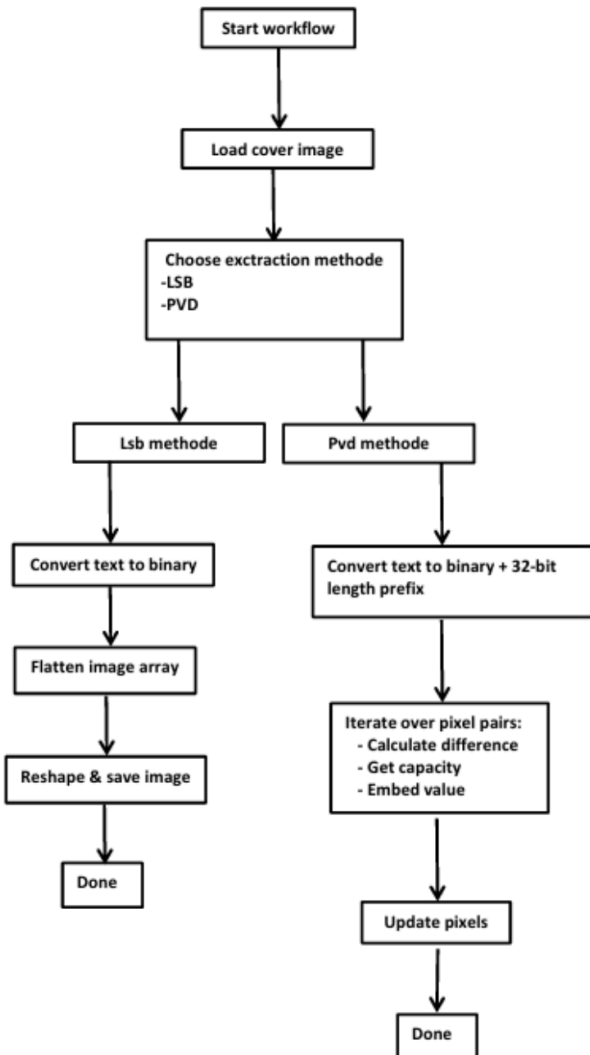 Start workflow
Load cover image
Choose exctraction methode
-LSB
-PVD
Lsb methode
Pvd methode
Convert text to binary
Convert text to binary + 32-bit
length prefix
Flatten image array
Iterate over pixel pairs:
- Calculate difference
- Get capacity
- Embed value
Reshape & save image
Done
Update pixels
Done